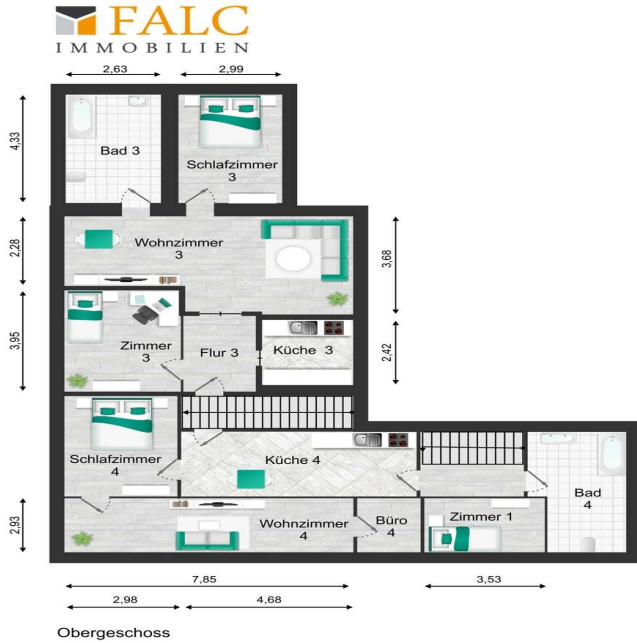 FALC
IMMOBILIEN
2,63
2,99
4,33
Bad 3
Schlafzimmer
3
2,28
Wohnzimmer
3
3,68
3,95
Zimmer
3
Flur 3
Küche 3
2,42
Schlafzimmer
4
Küche 4
Bad
4
2,93
Wohnzimmer
4
Büro
4
Zimmer 1
7,85
2,98
4,68
3,53
Obergeschoss